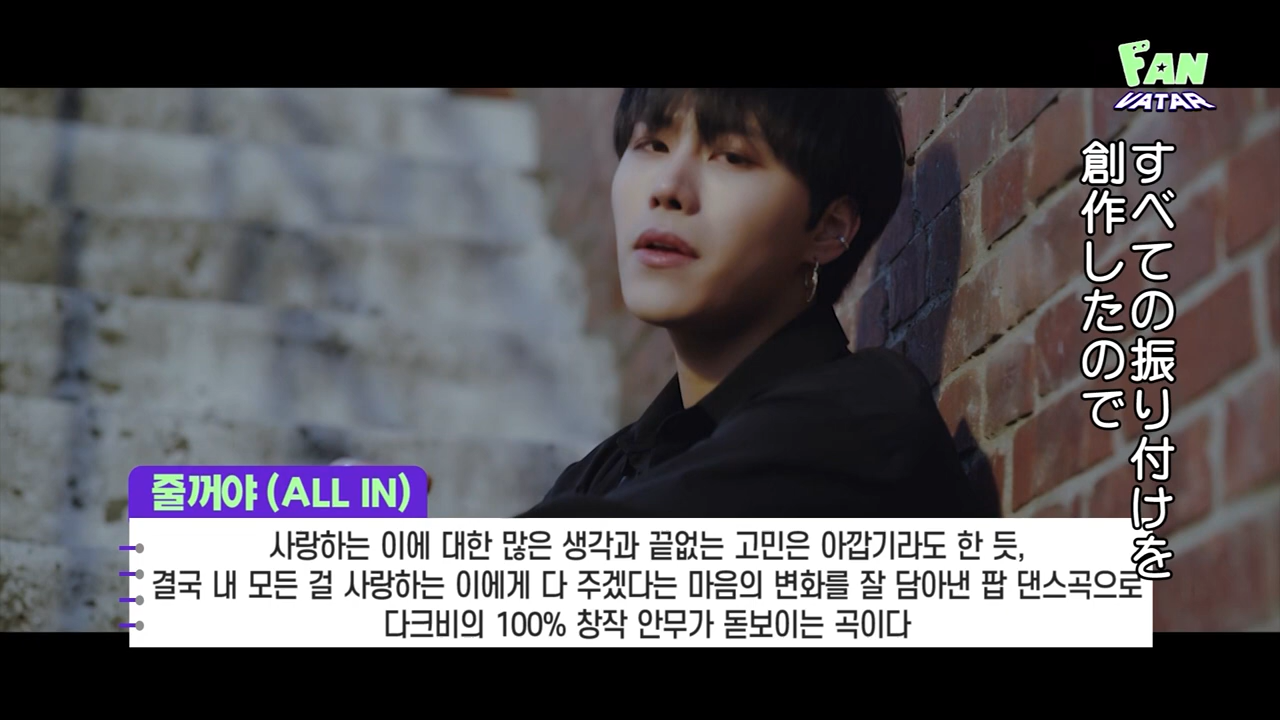 FAN
VATAR
すべての振り付けを
創作したので
줄꺼야 (ALL IN)
사랑하는 이에 대한 많은 생각과 끝없는 고민은 아깝기라도 한 듯,
결국 내 모든 걸 사랑하는 이에게 다 주겠다는 마음의 변화를 잘 담아낸 팝 댄스곡으로
다크비의 100% 창작 안무가 돋보이는 곡이다